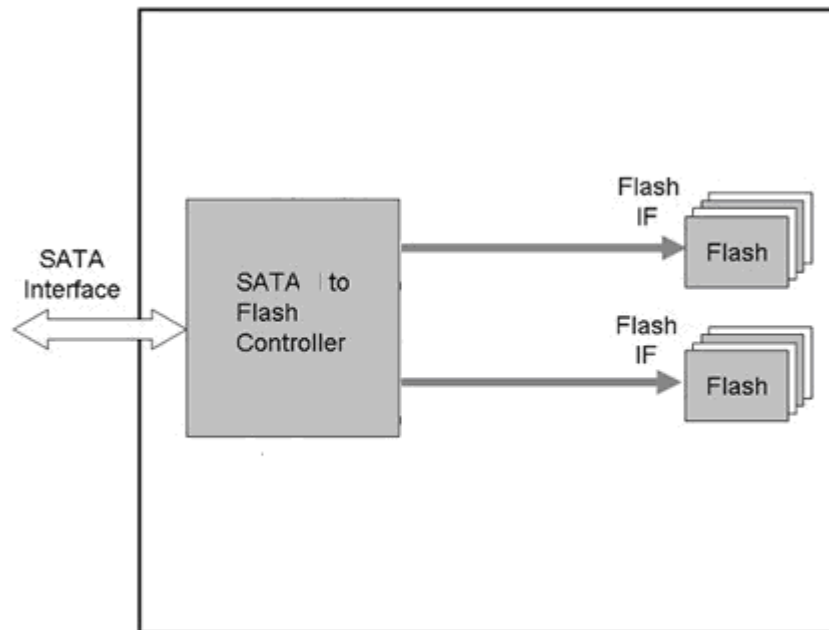 SATA
Interface
SATA to
Flash
Controller
Flash
IF
Flash
Flash
IF
Flash